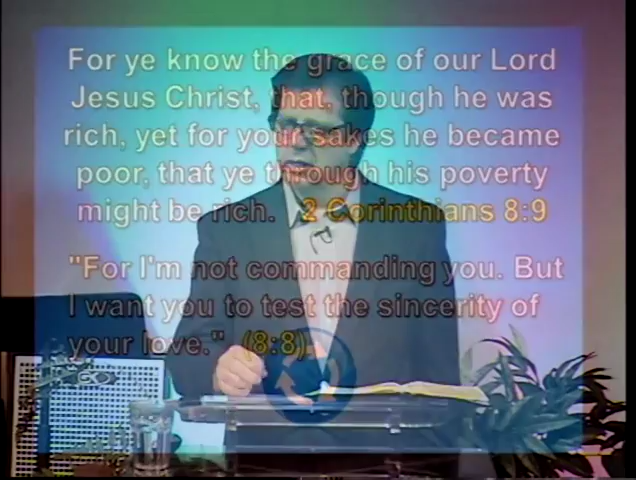 For ye know the grace of our Lord
Jesus Christ, that, though he was
rich, yet for your sakes he became
poor, that ye through his poverty
might be rich. 2 Corinthians 8:9
"For I'm not commanding you. But
I want you to test the sincerity of
your love." (8:8).